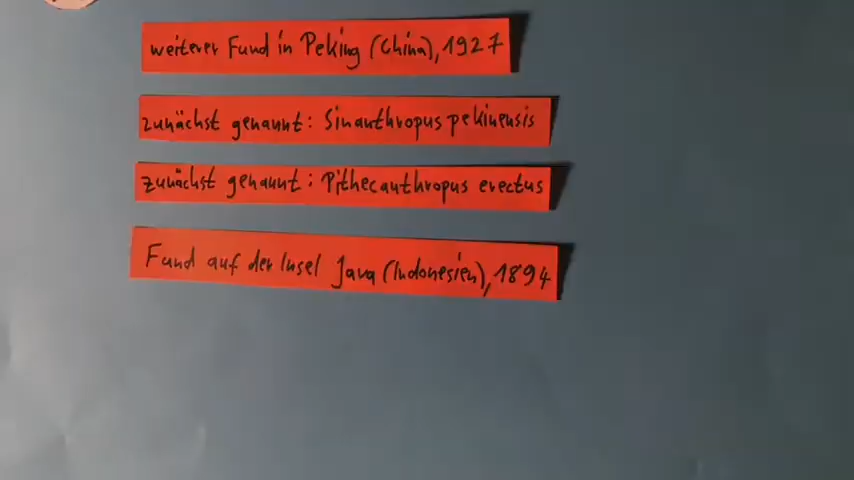 weiterer Fund in Peking (China), 1927
zunächst genannt: Sinanthropus pekinensis
zunächst genannt: Pithecanthropus erectus
Fund auf der Insel Java (Indonesien), 1894